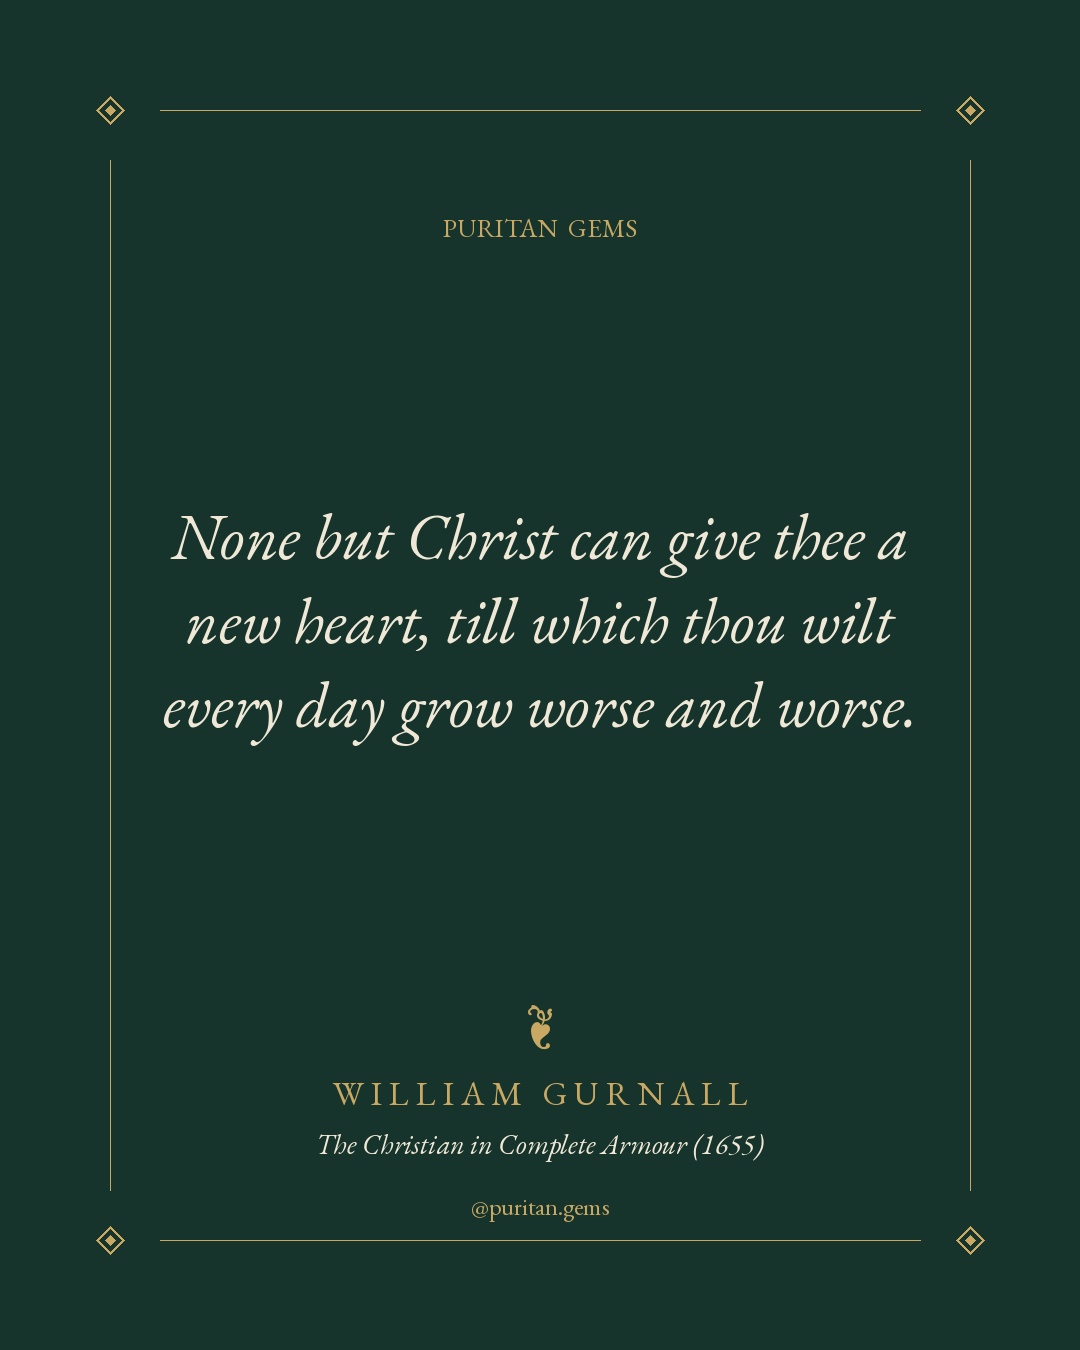 PURITAN GEMS
None but Christ can give thee a
new heart, till which thou wilt
every day grow worse and worse.
WILLIAM GURNALL
The Christian in Complete Armour (1655)
@puritan.gems